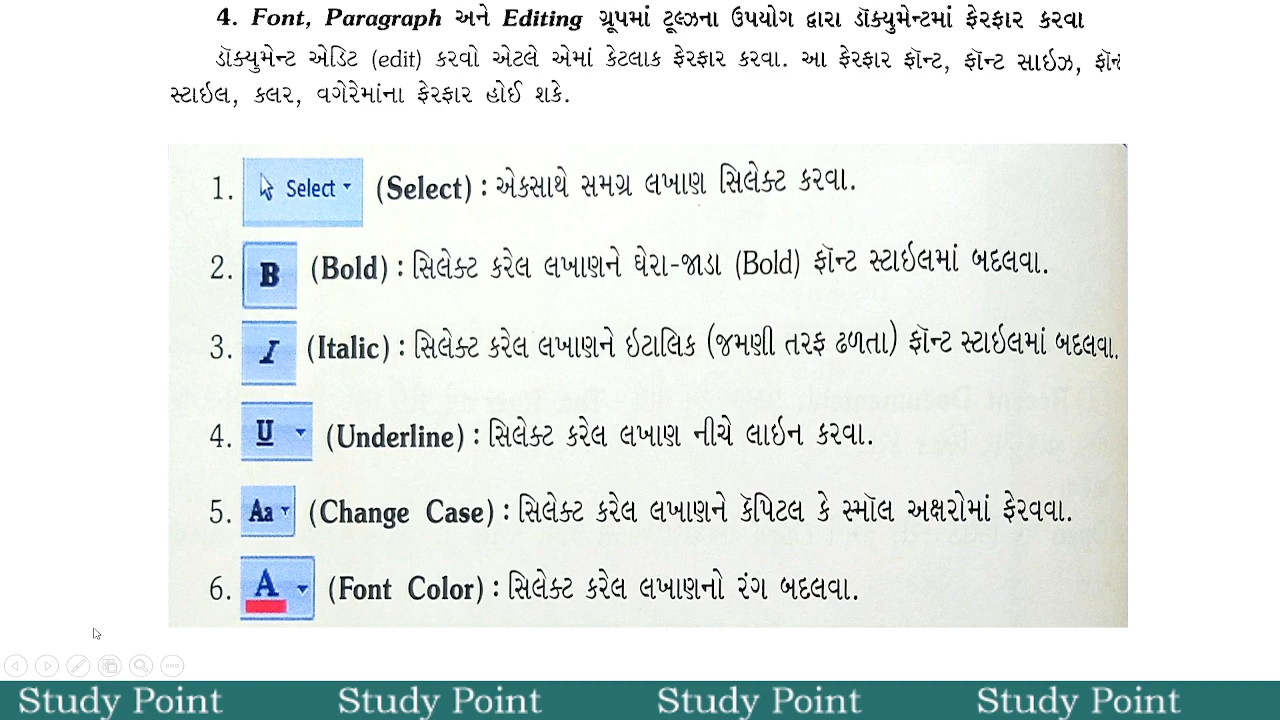 4. Font, Paragraph અને Editing ગ્રૂપમાં ટૂલ્ઝના ઉપયોગ દ્વારા ડૉક્યુમેન્ટમાં ફેરફાર કરવા
ડૉક્યુમેન્ટ એડિટ (edit) કરવો એટલે એમાં કેટલાક ફેરફાર કરવા. આ ફેરફાર ફૉન્ટ, ફૉન્ટ સાઇઝ,
સ્ટાઇલ, કલર, વગેરેમાંના ફેરફાર હોઈ શકે.
1. Select (Select) : એકસાથે સમગ્ર લખાણ સિલેક્ટ કરવા.
2. B (Bold) : સિલેક્ટ કરેલ લખાણને ઘેરા-જાડા (Bold) ફૉન્ટ સ્ટાઇલમાં બદલવા.
3. I (Italic) : સિલેક્ટ કરેલ લખાણને ઇટાલિક (જમણી તરફ ઢળતા) ફૉન્ટ સ્ટાઇલમાં બદલવા.
4. U (Underline) : સિલેક્ટ કરેલ લખાણ નીચે લાઇન કરવા.
5. Aa (Change Case) : સિલેક્ટ કરેલ લખાણને કૅપિટલ કે સ્મૉલ અક્ષરોમાં ફેરવવા.
6. A (Font Color) : સિલેક્ટ કરેલ લખાણનો રંગ બદલવા.
Study Point Study Point Study Point Study Point